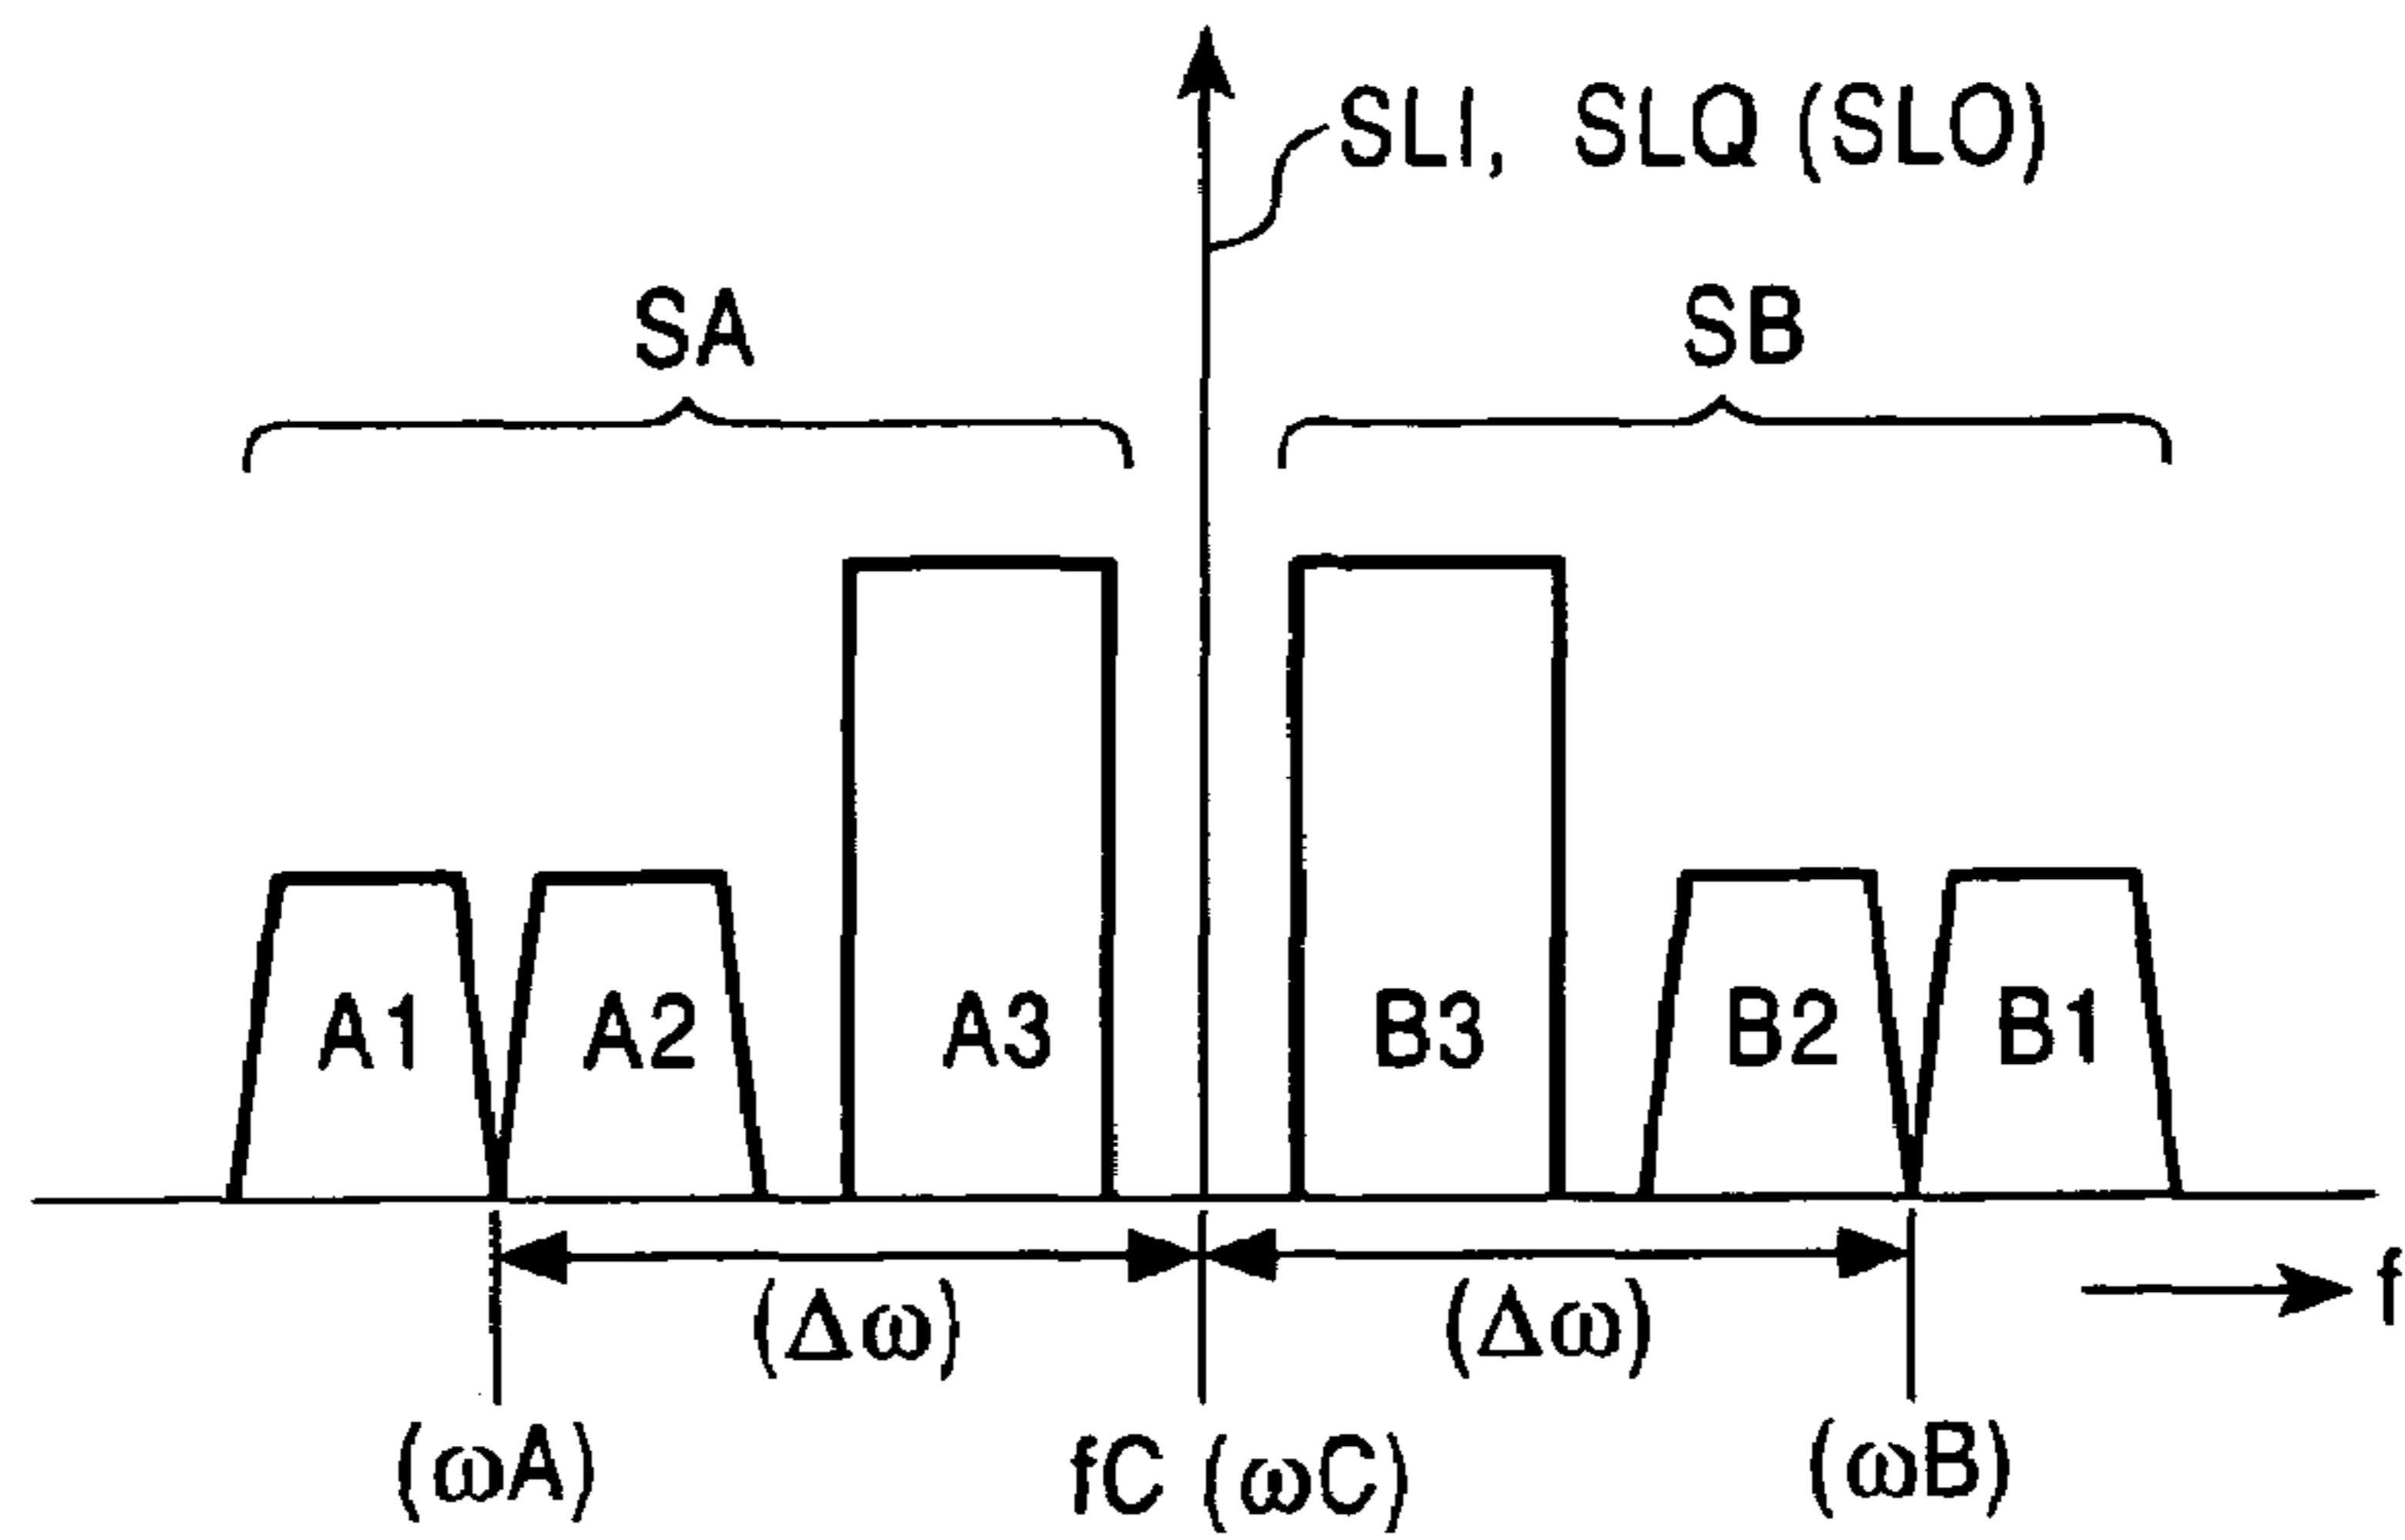 SLI, SLQ (SLO)
SA
SB
A1
A2
A3
B3
B2
B1
(Δω)
(Δω)
f
(ωA)
fC (ωC)
(ωB)